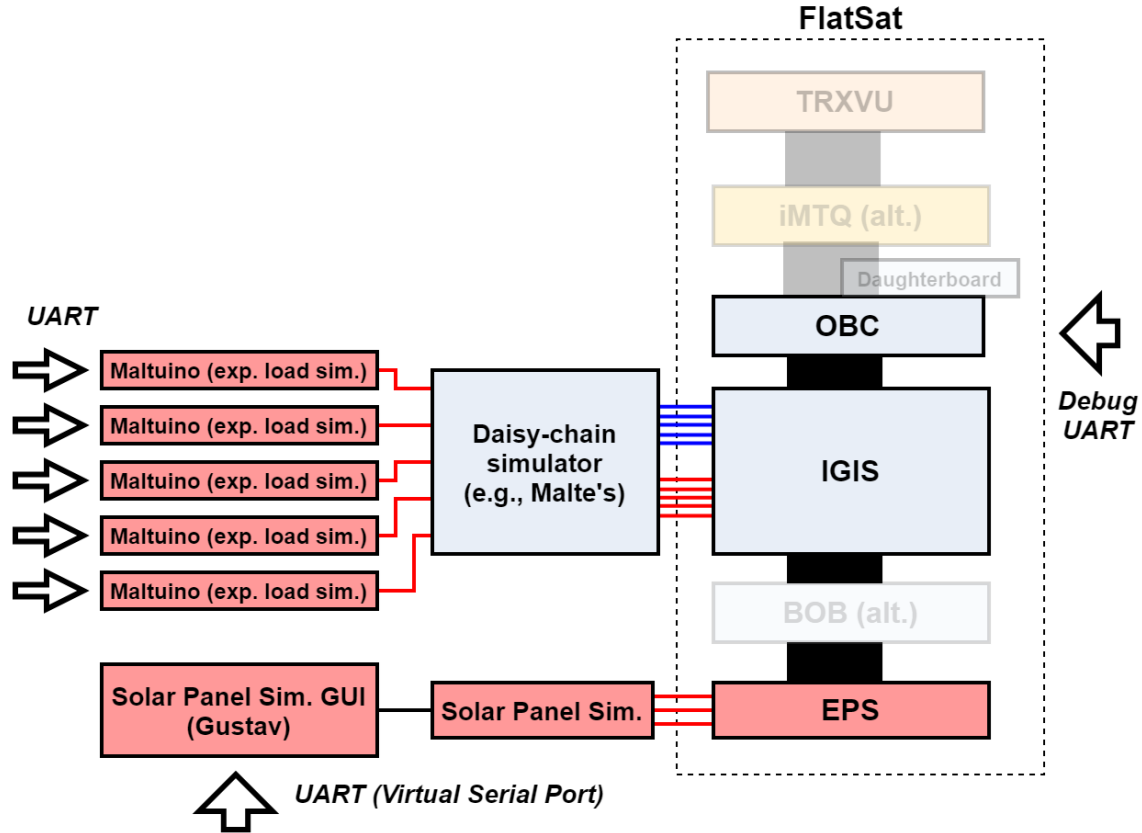 FlatSat
TRXVU
iMTQ (alt.)
Daughterboard
OBC
UART
Debug
UART
Maltuino (exp. load sim.)
Maltuino (exp. load sim.)
Maltuino (exp. load sim.)
Maltuino (exp. load sim.)
Maltuino (exp. load sim.)
Daisy-chain
simulator
(e.g., Malte's)
IGIS
BOB (alt.)
Solar Panel Sim. GUI
(Gustav)
Solar Panel Sim.
EPS
UART (Virtual Serial Port)